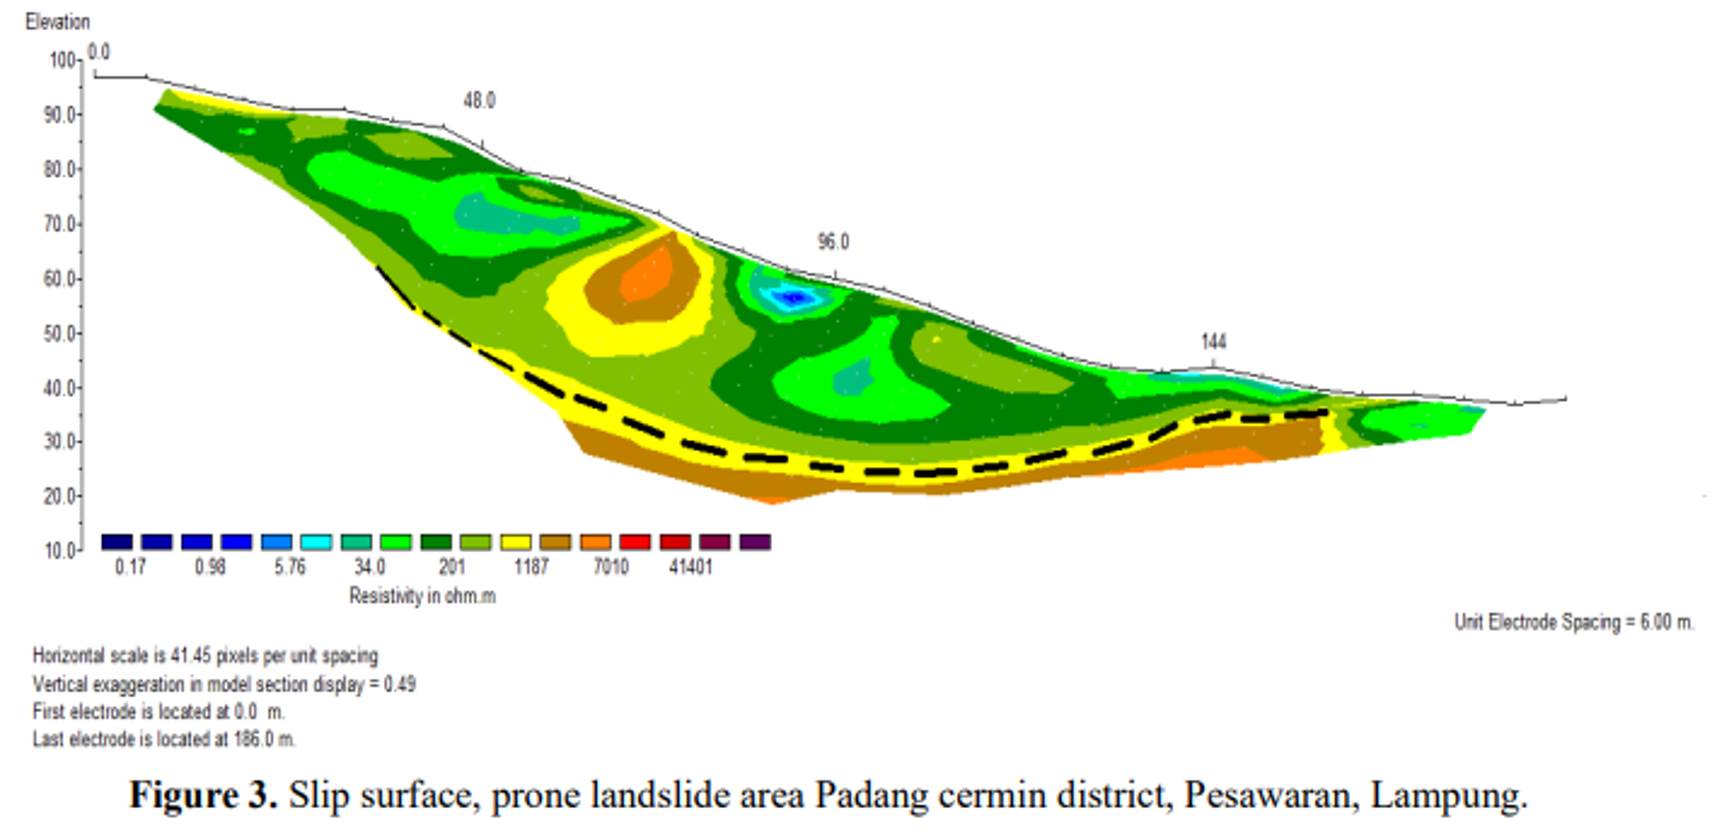 Elevation
100
0.0
90.0
48.0
80.0
70.0
96.0
60.0
50.0
144
40.0
30.0
20.0
10.0
0.17 0.98 5.76 34.0 201 1187 7010 41401
Resistivity in ohm.m
Unit Electrode Spacing = 6.00 m.
Horizontal scale is 41.45 pixels per unit spacing
Vertical exaggeration in model section display = 0.49
First electrode is located at 0.0 m.
Last electrode is located at 186.0 m.
Figure 3. Slip surface, prone landslide area Padang cermin district, Pesawaran, Lampung.